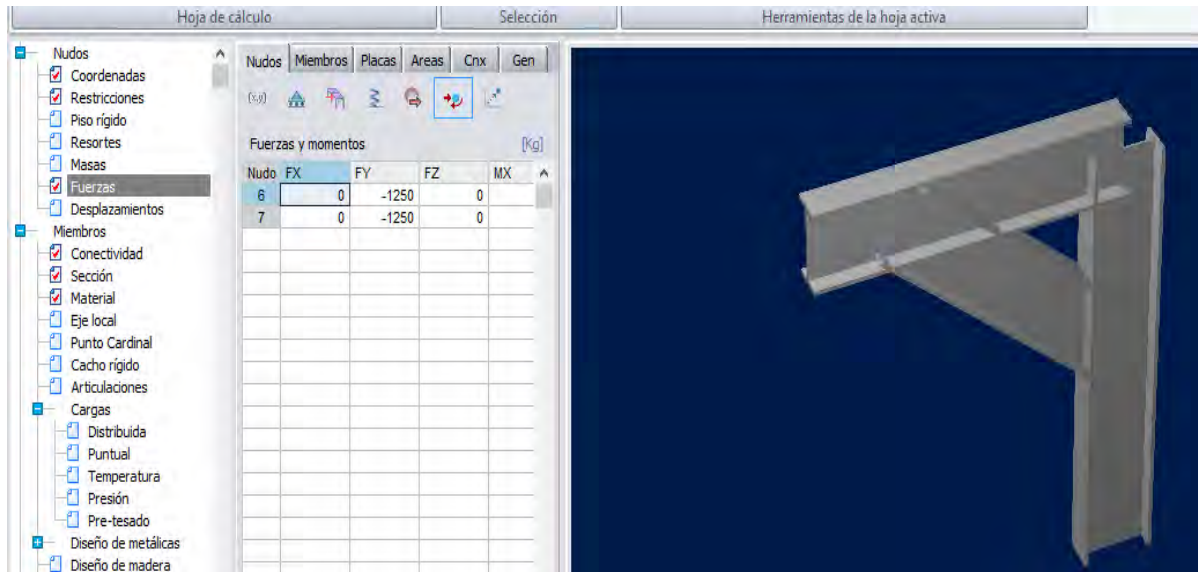 Hoja de cálculo Selección Herramientas de la hoja activa
Nudos
Coordenadas
Restricciones
Piso rígido
Resortes
Masas
Fuerzas
Desplazamientos
Miembros
Conectividad
Sección
Material
Eje local
Punto Cardinal
Cacho rígido
Articulaciones
Cargas
Distribuida
Puntual
Temperatura
Presión
Pre-tesado
Diseño de metálicas
Diseño de madera
Nudos Miembros Placas Areas Cnx Gen
(x,y)
Fuerzas y momentos [Kg]
Nudo FX FY FZ MX
6 0 -1250 0
7 0 -1250 0